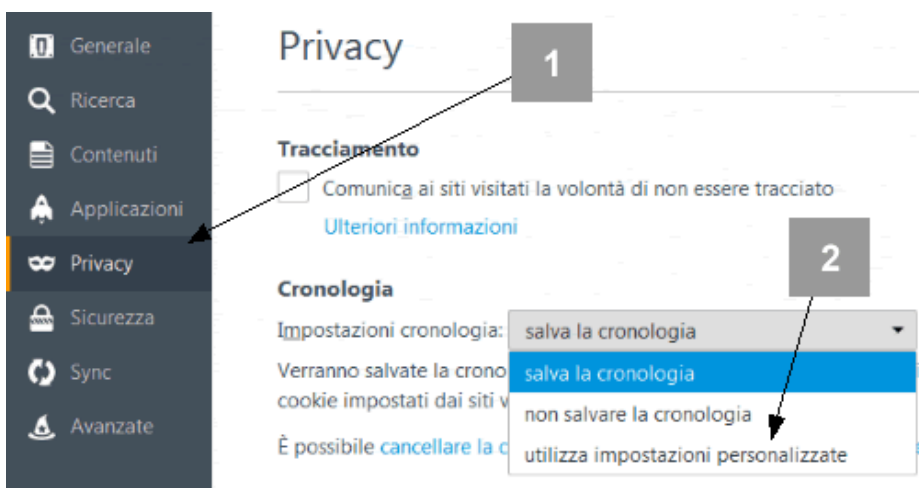 Generale
Ricerca
Contenuti
Applicazioni
Privacy
Sicurezza
Sync
Avanzate
Privacy
1
Tracciamento
Comunica ai siti visitati la volontà di non essere tracciato
Ulteriori informazioni
2
Cronologia
Impostazioni cronologia: salva la cronologia
salva la cronologia
non salvare la cronologia
utilizza impostazioni personalizzate
Verranno salvate la crono
cookie impostati dai siti v
È possibile cancellare la c